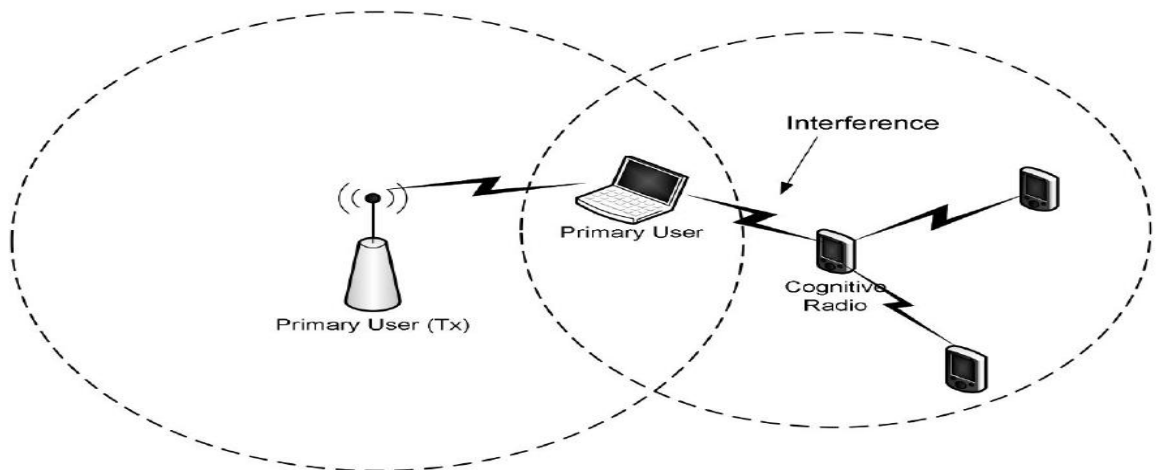 Interference
Primary User
Cognitive
Radio
Primary User (Tx)